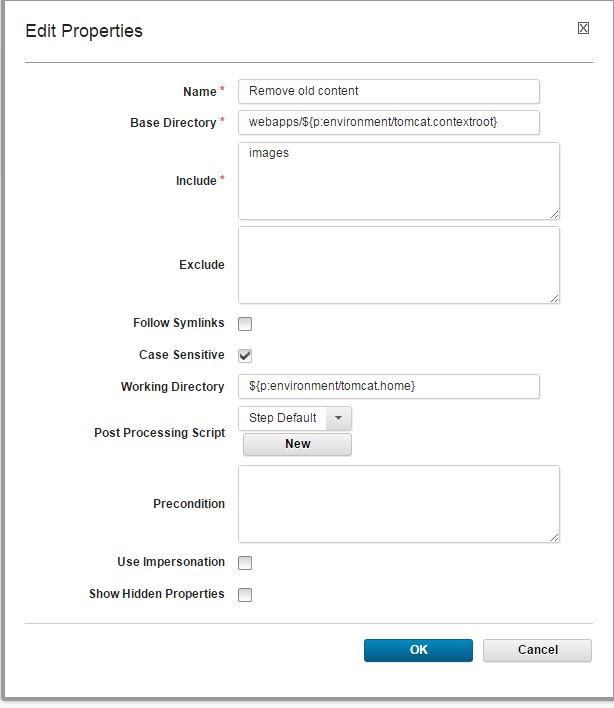 Edit Properties
Name * Remove old content
Base Directory * webapps/${p:environment/tomcat.contextroot}
Include * images
Exclude
Follow Symlinks
Case Sensitive
Working Directory ${p:environment/tomcat.home}
Post Processing Script Step Default
New
Precondition
Use Impersonation
Show Hidden Properties
OK Cancel